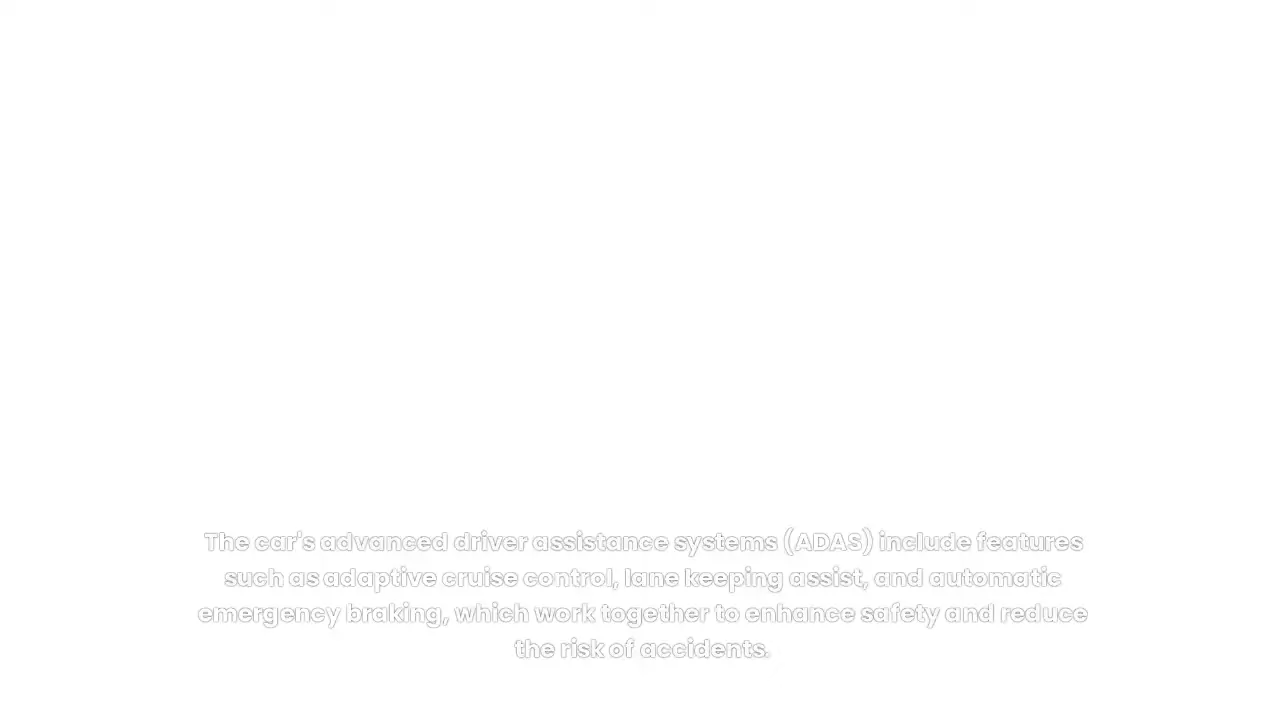 The car's advanced driver assistance systems (ADAS) include features
such as adaptive cruise control, lane keeping assist, and automatic
emergency braking, which work together to enhance safety and reduce
the risk of accidents.